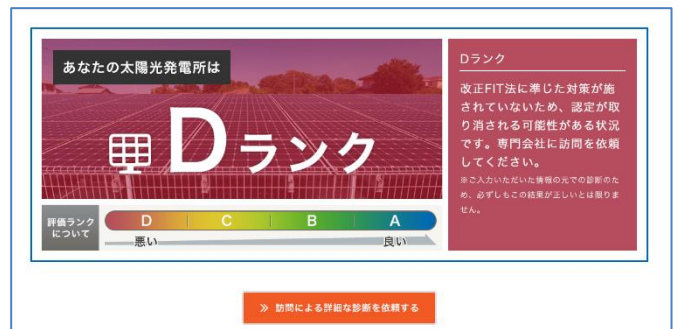 あなたの太陽光発電所は
Dランク
評価ランク
について
D C B A
悪い 良い
Dランク
改正FIT法に準じた対策が施
されていないため、認定が取
り消される可能性がある状況
です。専門会社に訪問を依頼
してください。
※ご入力いただいた情報の元での診断のた
め、必ずしもこの結果が正しいとは限りま
せん。
≫ 訪問による詳細な診断を依頼する